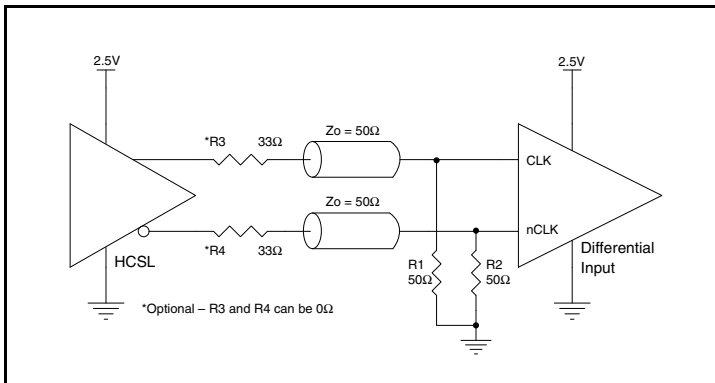 2.5V
2.5V
*R3 33Ω
Zo = 50Ω
CLK
Zo = 50Ω
nCLK
*R4 33Ω
HCSL
R1
50Ω
R2
50Ω
Differential
Input
*Optional – R3 and R4 can be 0Ω